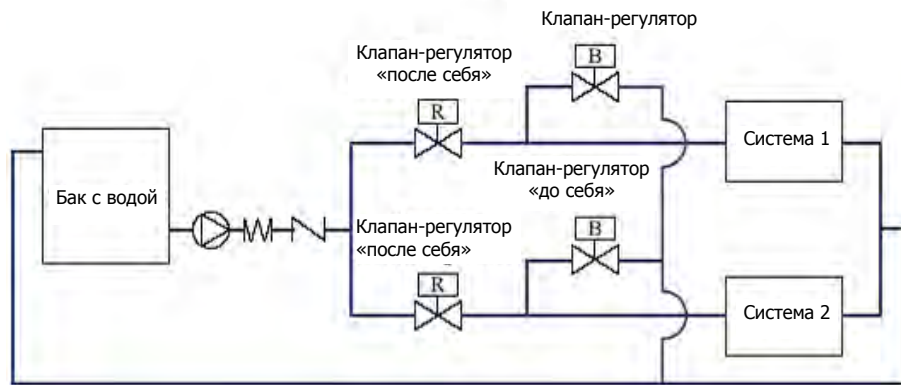 Клапан-регулятор
Клапан-регулятор
«после себя»
B
R
Бак с водой
Система 1
Клапан-регулятор
«до себя»
Клапан-регулятор
«после себя»
B
R
Система 2